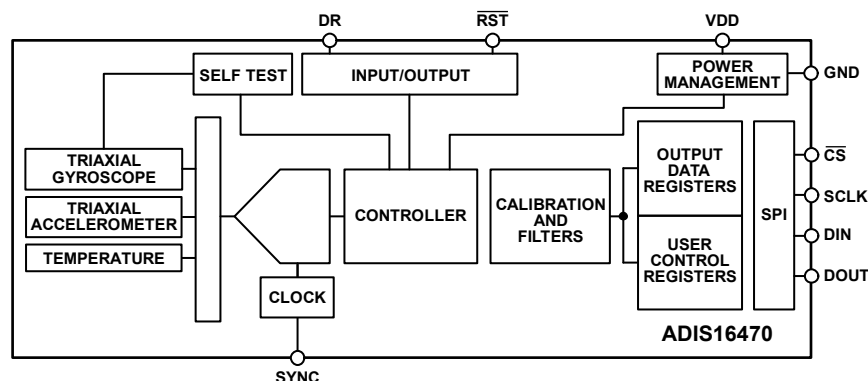 DR
RST
VDD
SELF TEST
INPUT/OUTPUT
POWER
MANAGEMENT
GND
TRIAXIAL
GYROSCOPE
TRIAXIAL
ACCELEROMETER
TEMPERATURE
CONTROLLER
CALIBRATION
AND
FILTERS
OUTPUT
DATA
REGISTERS
USER
CONTROL
REGISTERS
SPI
CS
SCLK
DIN
DOUT
CLOCK
ADIS16470
SYNC